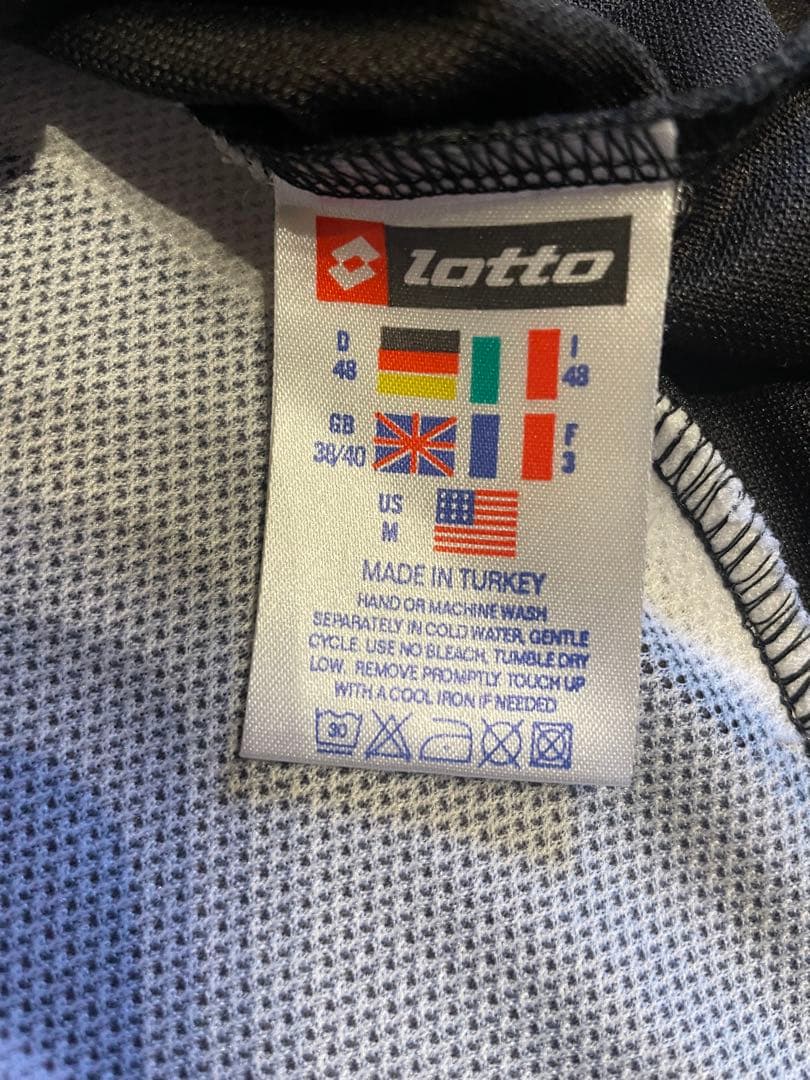 lotto
D I
48 48
GB F
38/40 3
US
M
MADE IN TURKEY
HAND OR MACHINE WASH
SEPARATELY IN COLD WATER, GENTLE
CYCLE. USE NO BLEACH, TUMBLE DRY
LOW. REMOVE PROMPTLY TOUCH UP
WITH A COOL IRON IF NEEDED
30